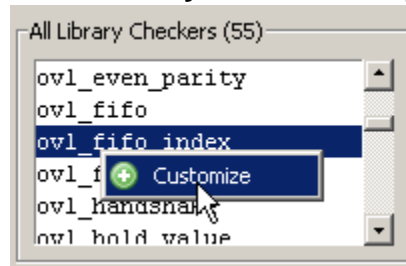 All Library Checkers (55)
ovl_even_parity
ovl_fifo
ovl_fifo_index
Customize
ovl_hold_value